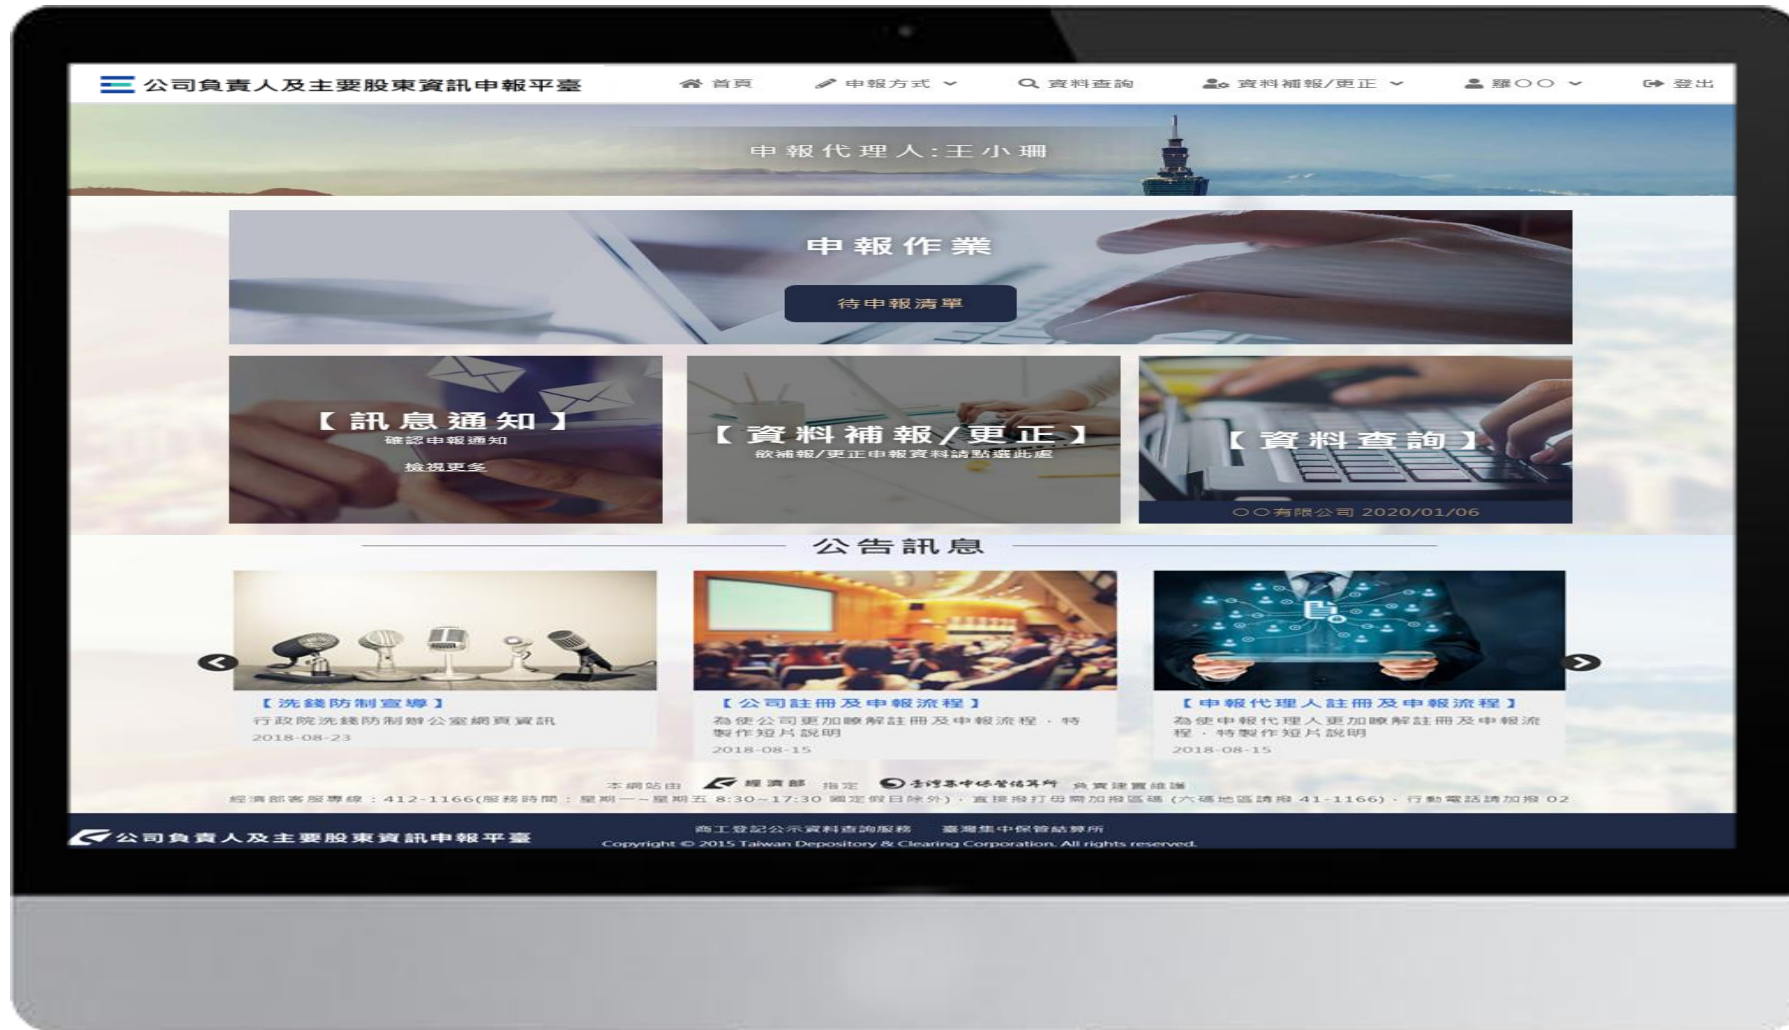 公司負責人及主要股東資訊申報平臺
首頁
申報方式
資料查詢
資料補報/更正
羅○○
登出
申報代理人:王小珊
申報作業
待申報清單
【訊息通知】
確認申報通知
檢視更多
【資料補報/更正】
欲補報/更正申報資料請點選此處
【資料查詢】
○○有限公司 2020/01/06
公告訊息
【洗錢防制宣導】
行政院洗錢防制辦公室網頁資訊
2018-08-23
【公司註冊及申報流程】
為使公司更加瞭解註冊及申報流程，特
製作短片說明
2018-08-15
【申報代理人註冊及申報流程】
為使申報代理人更加瞭解註冊及申報流
程，特製作短片說明
2018-08-15
本網站由 經濟部 指定 臺灣集中保管結算所 負責建置維護
經濟部客服專線：412-1166(服務時間：星期一~星期五 8:30~17:30 國定假日除外)，直接撥打毋需加撥區碼 (六碼地區請撥 41-1166)，行動電話請加撥 02
公司負責人及主要股東資訊申報平臺
商工登記公示資料查詢服務 臺灣集中保管結算所
Copyright © 2015 Taiwan Depository & Clearing Corporation. All rights reserved.